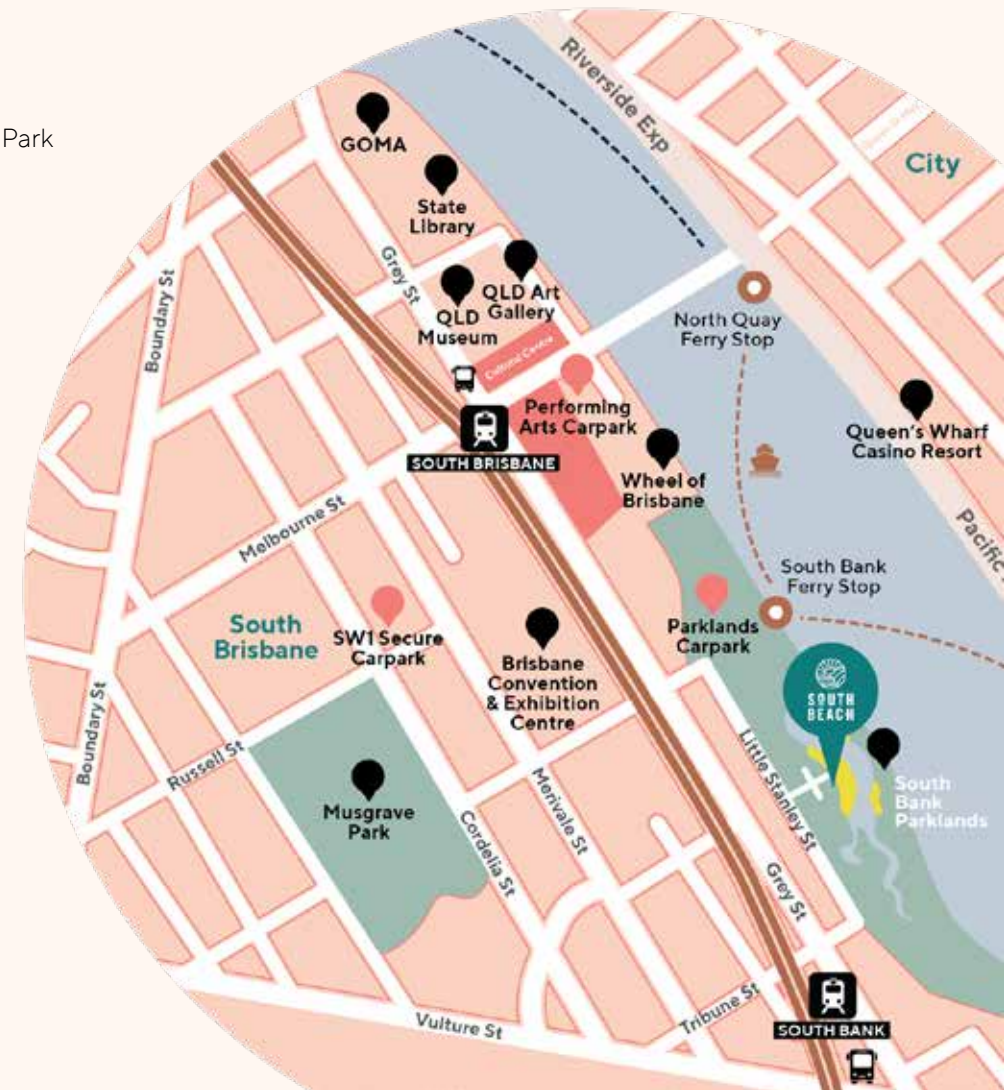 Park
Riverside Exp
GOMA
City
State
Library
Grey St
QLD Art
Gallery
QLD
Museum
Boundary St
North Quay
Ferry Stop
Cultural Centre
Performing
Arts Carpark
Queen's Wharf
Casino Resort
SOUTH BRISBANE
Wheel of
Brisbane
Melbourne St
Pacific
South Bank
Ferry Stop
South
Brisbane
SW1 Secure
Carpark
Parklands
Carpark
Brisbane
Convention
& Exhibition
Centre
SOUTH
BEACH
Boundary St
Russell St
Little Stanley St
South
Bank
Parklands
Musgrave
Park
Merivale St
Cordelia St
Grey St
Tribune St
Vulture St
SOUTH BANK